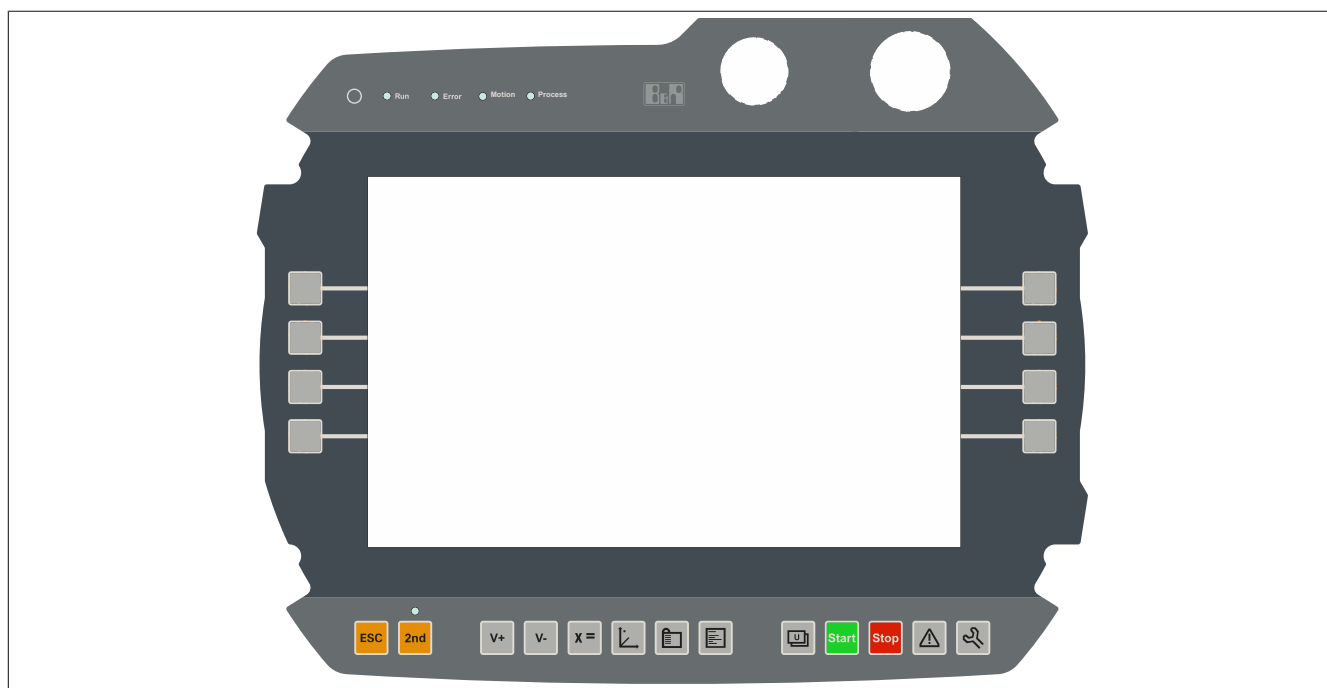 Run Error Motion Process B&R
ESC 2nd V+ V- X= U Start Stop